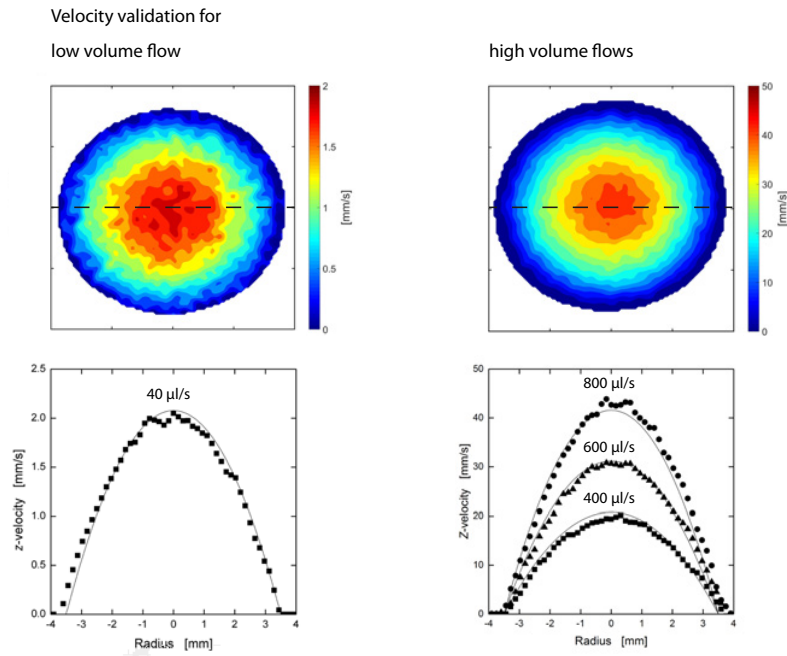 Velocity validation for
low volume flow
high volume flows
2
1.5
1
0.5
0
[mm/s]
50
40
30
20
10
0
[mm/s]
2.5
2.0
1.5
1.0
0.5
0.0
z-velocity [mm/s]
40 µl/s
-4 -3 -2 -1 0 1 2 3 4
Radius [mm]
50
40
30
20
10
0
Z-velocity [mm/s]
800 µl/s
600 µl/s
400 µl/s
-4 -3 -2 -1 0 1 2 3 4
Radius [mm]